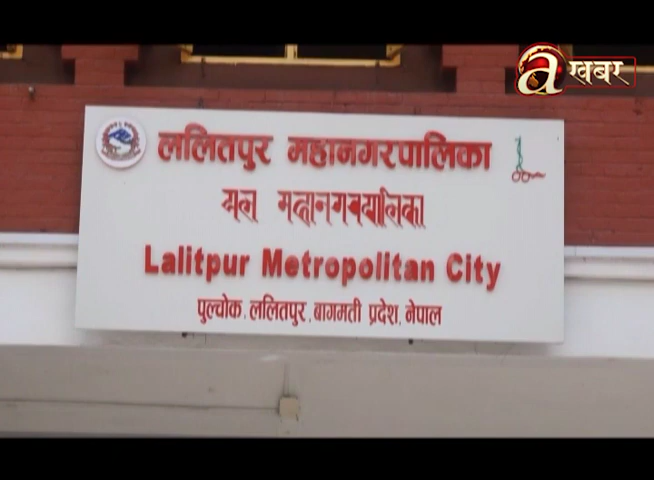 a खबर
ललितपुर महानगरपालिका
Lalitpur Metropolitan City
पुल्चोक, ललितपुर, बागमती प्रदेश, नेपाल